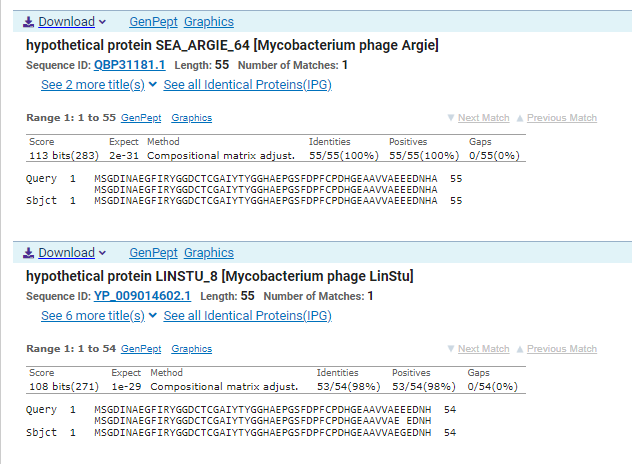 Download GenPept Graphics
hypothetical protein SEA_ARGIE_64 [Mycobacterium phage Argie]
Sequence ID: QBP31181.1 Length: 55 Number of Matches: 1
See 2 more title(s) See all Identical Proteins(IPG)
Range 1: 1 to 55 GenPept Graphics Next Match Previous Match
Score Expect Method Identities Positives Gaps
113 bits(283) 2e-31 Compositional matrix adjust. 55/55(100%) 55/55(100%) 0/55(0%)
Query 1 MSGDINAEGFIRYGGDCTCGAIYTYGGHAEPGSFDPFCPDHGEAAVVAEEEDNHA 55
MSGDINAEGFIRYGGDCTCGAIYTYGGHAEPGSFDPFCPDHGEAAVVAEEEDNHA
Sbjct 1 MSGDINAEGFIRYGGDCTCGAIYTYGGHAEPGSFDPFCPDHGEAAVVAEEEDNHA 55
Download GenPept Graphics
hypothetical protein LINSTU_8 [Mycobacterium phage LinStu]
Sequence ID: YP_009014602.1 Length: 55 Number of Matches: 1
See 6 more title(s) See all Identical Proteins(IPG)
Range 1: 1 to 54 GenPept Graphics Next Match Previous Match
Score Expect Method Identities Positives Gaps
108 bits(271) 1e-29 Compositional matrix adjust. 53/54(98%) 53/54(98%) 0/54(0%)
Query 1 MSGDINAEGFIRYGGDCTCGAIYTYGGHAEPGSFDPFCPDHGEAAVVAEEEDNH 54
MSGDINAEGFIRYGGDCTCGAIYTYGGHAEPGSFDPFCPDHGEAAVVAE EDNH
Sbjct 1 MSGDINAEGFIRYGGDCTCGAIYTYGGHAEPGSFDPFCPDHGEAAVVAEGEDNH 54